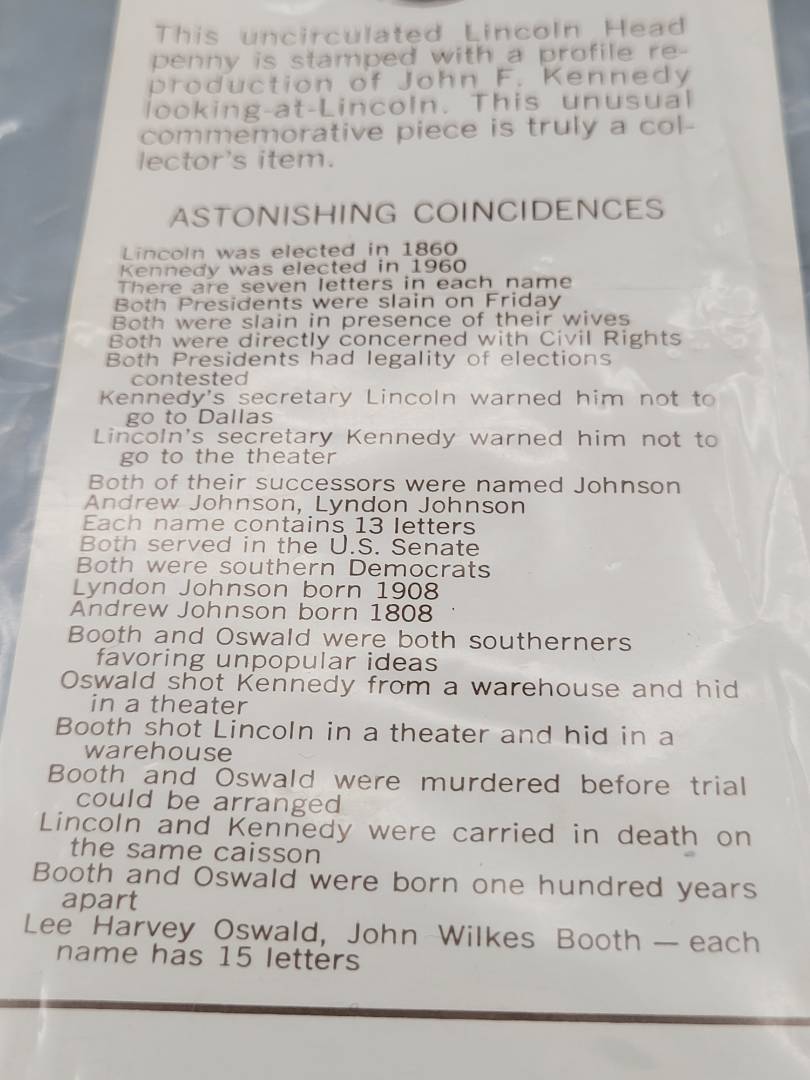 This uncirculated Lincoln Head
penny is stamped with a profile re-
production of John F. Kennedy
looking-at-Lincoln. This unusual
commemorative piece is truly a col-
lector's item.
ASTONISHING COINCIDENCES
Lincoln was elected in 1860
Kennedy was elected in 1960
There are seven letters in each name
Both Presidents were slain on Friday
Both were slain in presence of their wives
Both were directly concerned with Civil Rights
Both Presidents had legality of elections
contested
Kennedy's secretary Lincoln warned him not to
go to Dallas
Lincoln's secretary Kennedy warned him not to
go to the theater
Both of their successors were named Johnson
Andrew Johnson, Lyndon Johnson
Each name contains 13 letters
Both served in the U.S. Senate
Both were southern Democrats
Lyndon Johnson born 1908
Andrew Johnson born 1808
Booth and Oswald were both southerners
favoring unpopular ideas
Oswald shot Kennedy from a warehouse and hid
in a theater
Booth shot Lincoln in a theater and hid in a
warehouse
Booth and Oswald were murdered before trial
could be arranged
Lincoln and Kennedy were carried in death on
the same caisson
Booth and Oswald were born one hundred years
apart
Lee Harvey Oswald, John Wilkes Booth — each
name has 15 letters